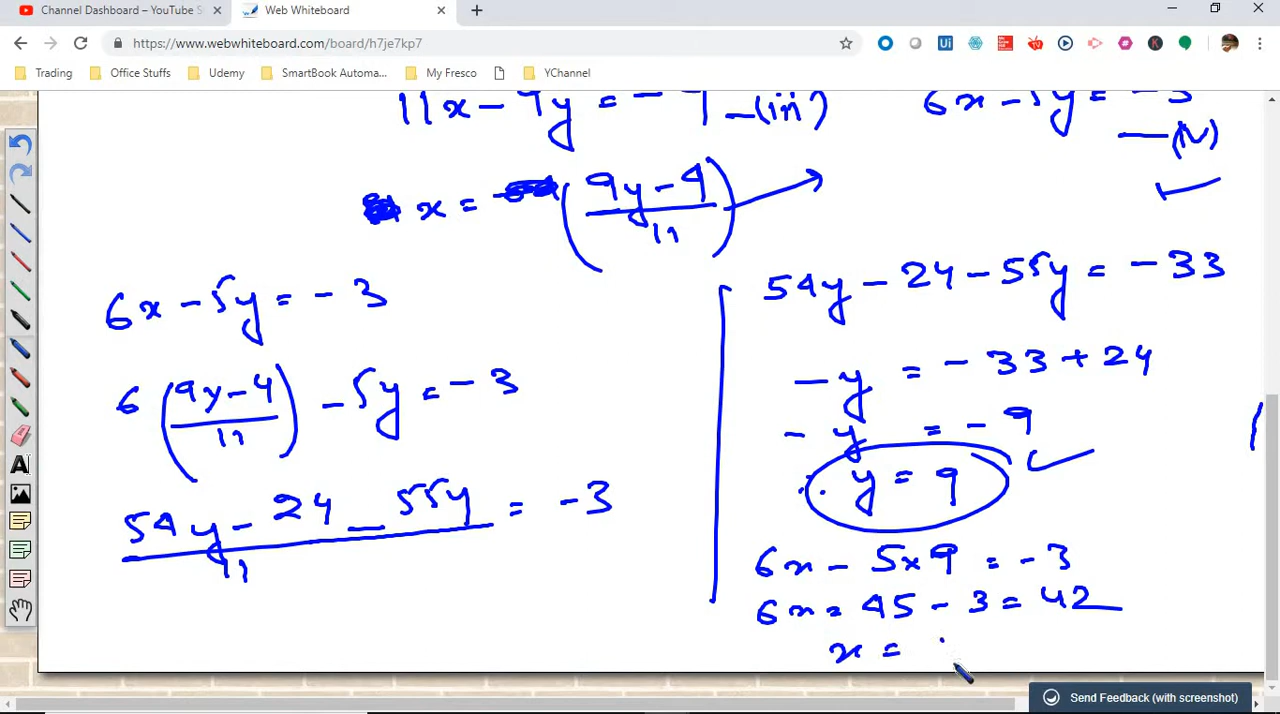 Channel Dashboard – YouTube S
Web Whiteboard
https://www.webwhiteboard.com/board/h7je7kp7
Trading
Office Stuffs
Udemy
SmartBook Automa...
My Fresco
YChannel
11x - 9y = - 4 —(iii)
6x - 5y = - 3
—(iv)
x = (9y - 4 / 11)
6x - 5y = - 3
6 (9y - 4 / 11) - 5y = - 3
54y - 24 - 55y / 11 = - 3
54y - 24 - 55y = - 33
- y = - 33 + 24
- y = - 9
∴ y = 9
6x - 5x9 = - 3
6x = 45 - 3 = 42
x =
A
Send Feedback (with screenshot)